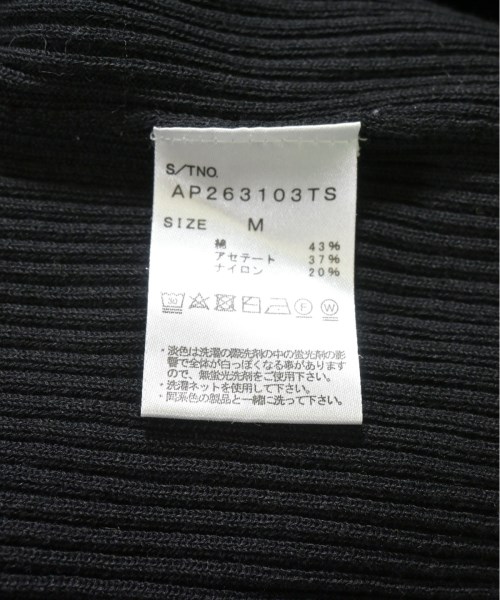 S/TNO.
AP263103TS
SIZE M
綿 43%
アセテート 37%
ナイロン 20%
30 F W
・淡色は洗濯の際洗剤の中の蛍光剤の影
響で全体が白っぽくなる事があります
ので、無蛍光洗剤をご使用下さい。
・洗濯ネットを使用して下さい。
・同系色の製品と一緒に洗って下さい。